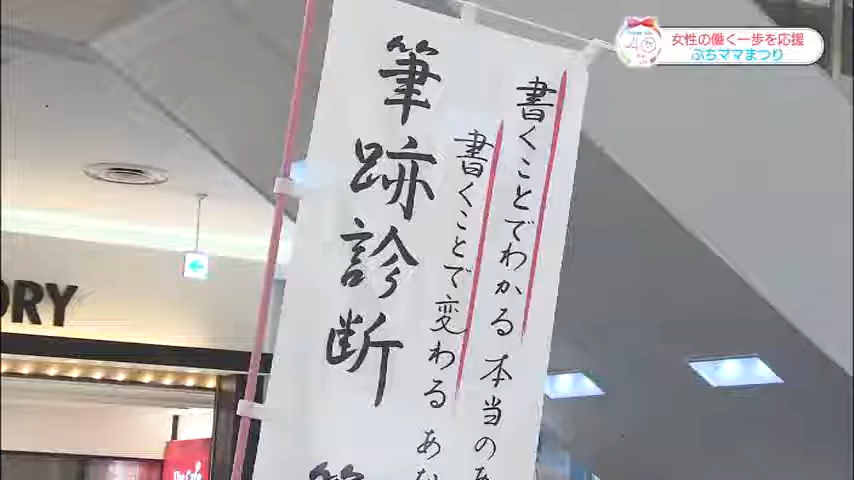 女性の働く一歩を応援
ぷちママまつり
書くことでわかる 本当の
書くことで変わる あな
筆跡診断
ORY
The Cafe